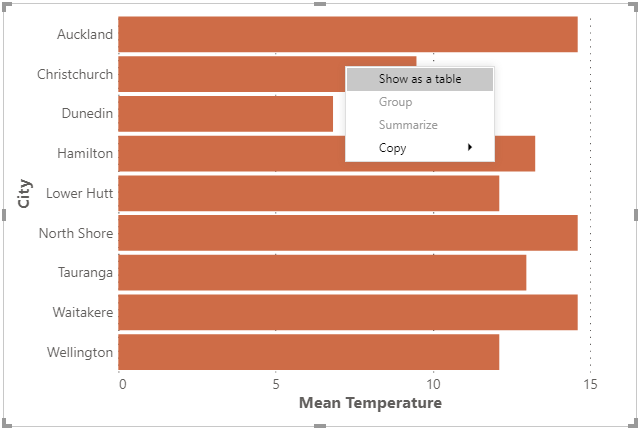 Auckland
Christchurch
Dunedin
Hamilton
Lower Hutt
North Shore
Tauranga
Waitakere
Wellington
City
Show as a table
Group
Summarize
Copy
0 5 10 15
Mean Temperature